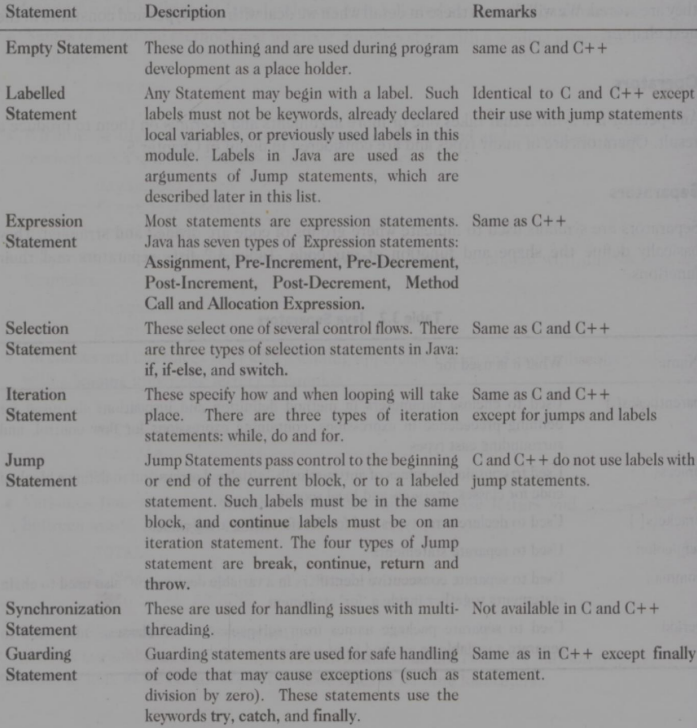 Statement Description Remarks
Empty Statement These do nothing and are used during program same as C and C++
development as a place holder.
Labelled Any Statement may begin with a label. Such Identical to C and C++ except
Statement labels must not be keywords, already declared their use with jump statements
local variables, or previously used labels in this
module. Labels in Java are used as the
arguments of Jump statements, which are
described later in this list.
Expression Most statements are expression statements. Same as C++
Statement Java has seven types of Expression statements:
Assignment, Pre-Increment, Pre-Decrement,
Post-Increment, Post-Decrement, Method
Call and Allocation Expression.
Selection These select one of several control flows. There Same as C and C++
Statement are three types of selection statements in Java:
if, if-else, and switch.
Iteration These specify how and when looping will take Same as C and C++
Statement place. There are three types of iteration except for jumps and labels
statements: while, do and for.
Jump Jump Statements pass control to the beginning C and C++ do not use labels with
Statement or end of the current block, or to a labeled jump statements.
statement. Such labels must be in the same
block, and continue labels must be on an
iteration statement. The four types of Jump
statement are break, continue, return and
throw.
Synchronization These are used for handling issues with multi- Not available in C and C++
Statement threading.
Guarding Guarding statements are used for safe handling Same as in C++ except finally
Statement of code that may cause exceptions (such as statement.
division by zero). These statements use the
keywords try, catch, and finally.